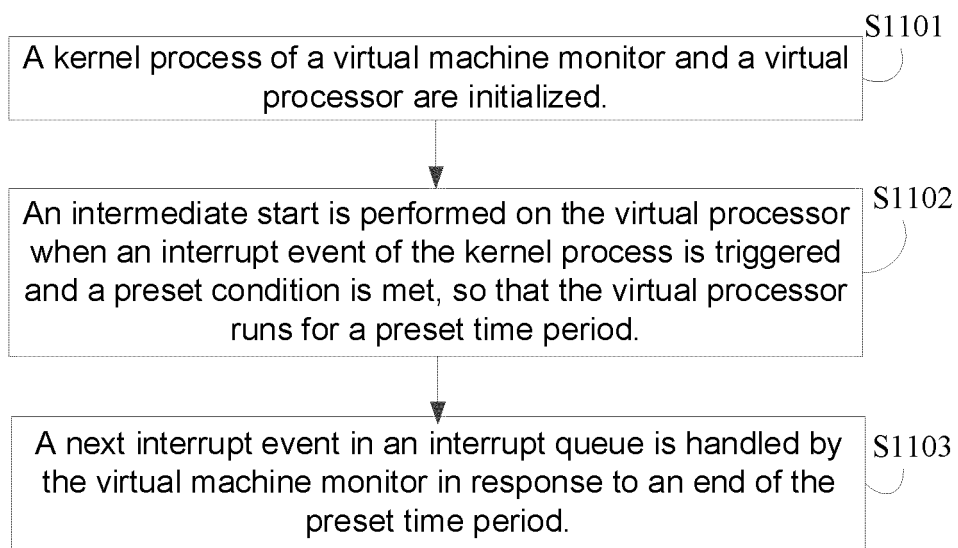 S1101
A kernel process of a virtual machine monitor and a virtual
processor are initialized.
S1102
An intermediate start is performed on the virtual processor
when an interrupt event of the kernel process is triggered
and a preset condition is met, so that the virtual processor
runs for a preset time period.
S1103
A next interrupt event in an interrupt queue is handled by
the virtual machine monitor in response to an end of the
preset time period.